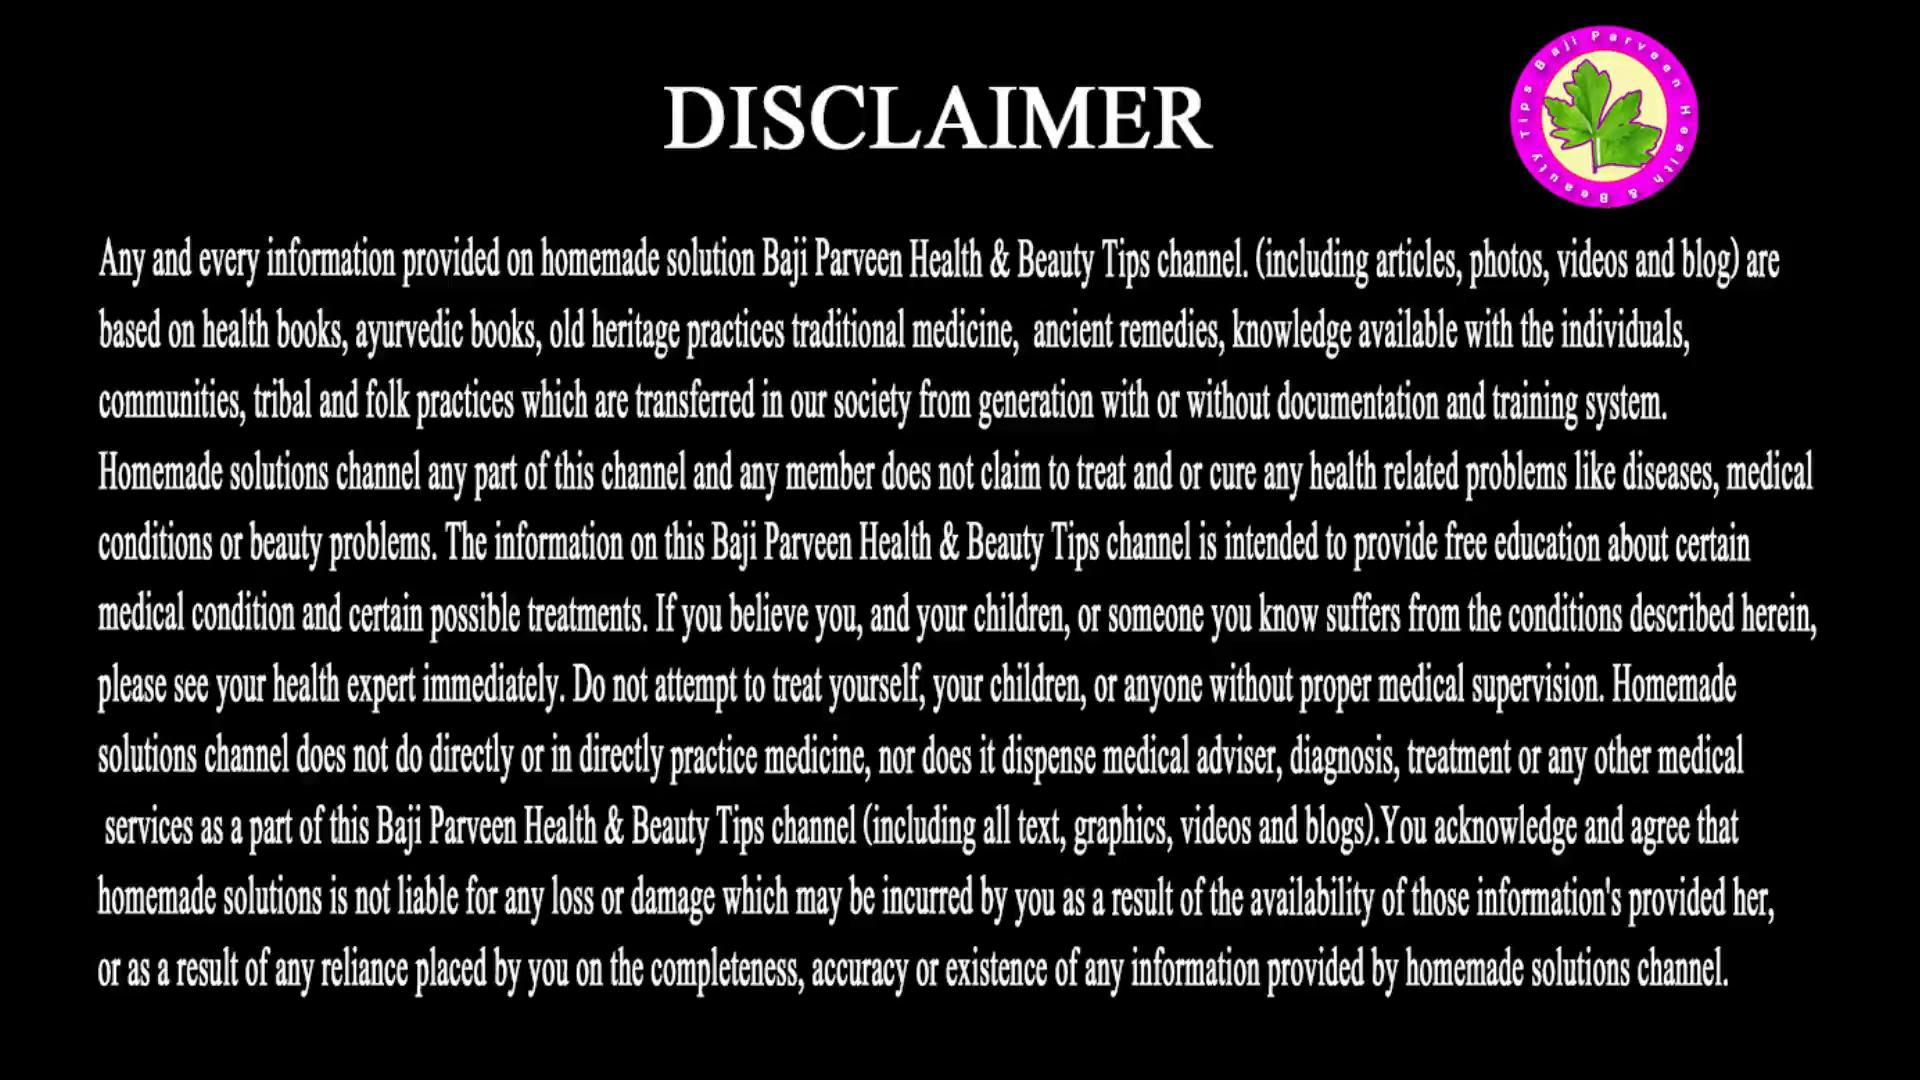 DISCLAIMER
Baji Parveen Health & Beauty Tips
Any and every information provided on homemade solution Baji Parveen Health & Beauty Tips channel. (including articles, photos, videos and blog) are
based on health books, ayurvedic books, old heritage practices traditional medicine, ancient remedies, knowledge available with the individuals,
communities, tribal and folk practices which are transferred in our society from generation with or without documentation and training system.
Homemade solutions channel any part of this channel and any member does not claim to treat and or cure any health related problems like diseases, medical
conditions or beauty problems. The information on this Baji Parveen Health & Beauty Tips channel is intended to provide free education about certain
medical condition and certain possible treatments. If you believe you, and your children, or someone you know suffers from the conditions described herein,
please see your health expert immediately. Do not attempt to treat yourself, your children, or anyone without proper medical supervision. Homemade
solutions channel does not do directly or in directly practice medicine, nor does it dispense medical adviser, diagnosis, treatment or any other medical
services as a part of this Baji Parveen Health & Beauty Tips channel (including all text, graphics, videos and blogs).You acknowledge and agree that
homemade solutions is not liable for any loss or damage which may be incurred by you as a result of the availability of those information's provided her,
or as a result of any reliance placed by you on the completeness, accuracy or existence of any information provided by homemade solutions channel.